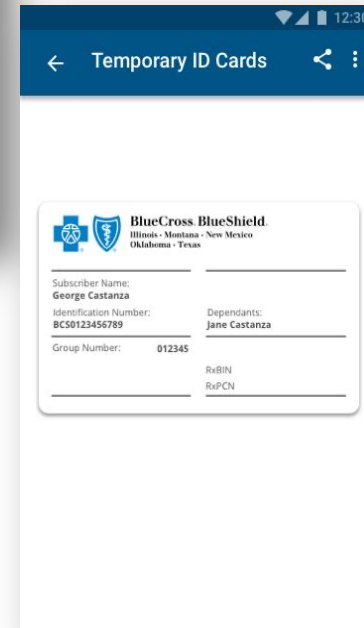 12:30
Temporary ID Cards
BlueCross BlueShield.
Illinois - Montana - New Mexico
Oklahoma - Texas
Subscriber Name:
George Castanza
Identification Number:
BCS0123456789
Dependants:
Jane Castanza
Group Number: 012345
RxBIN
RxPCN